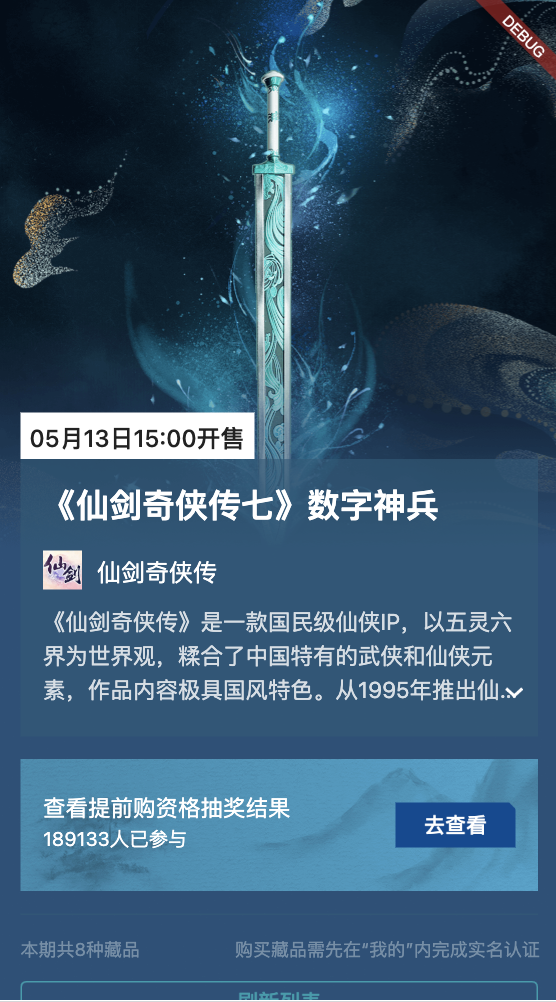 DEBUG
05月13日15:00开售
《仙剑奇侠传七》数字神兵
仙剑
仙剑奇侠传
《仙剑奇侠传》是一款国民级仙侠IP，以五灵六
界为世界观，糅合了中国特有的武侠和仙侠元
素，作品内容极具国风特色。从1995年推出仙...
查看提前购资格抽奖结果
189133人已参与
去查看
本期共8种藏品
购买藏品需先在“我的”内完成实名认证
刷新列表